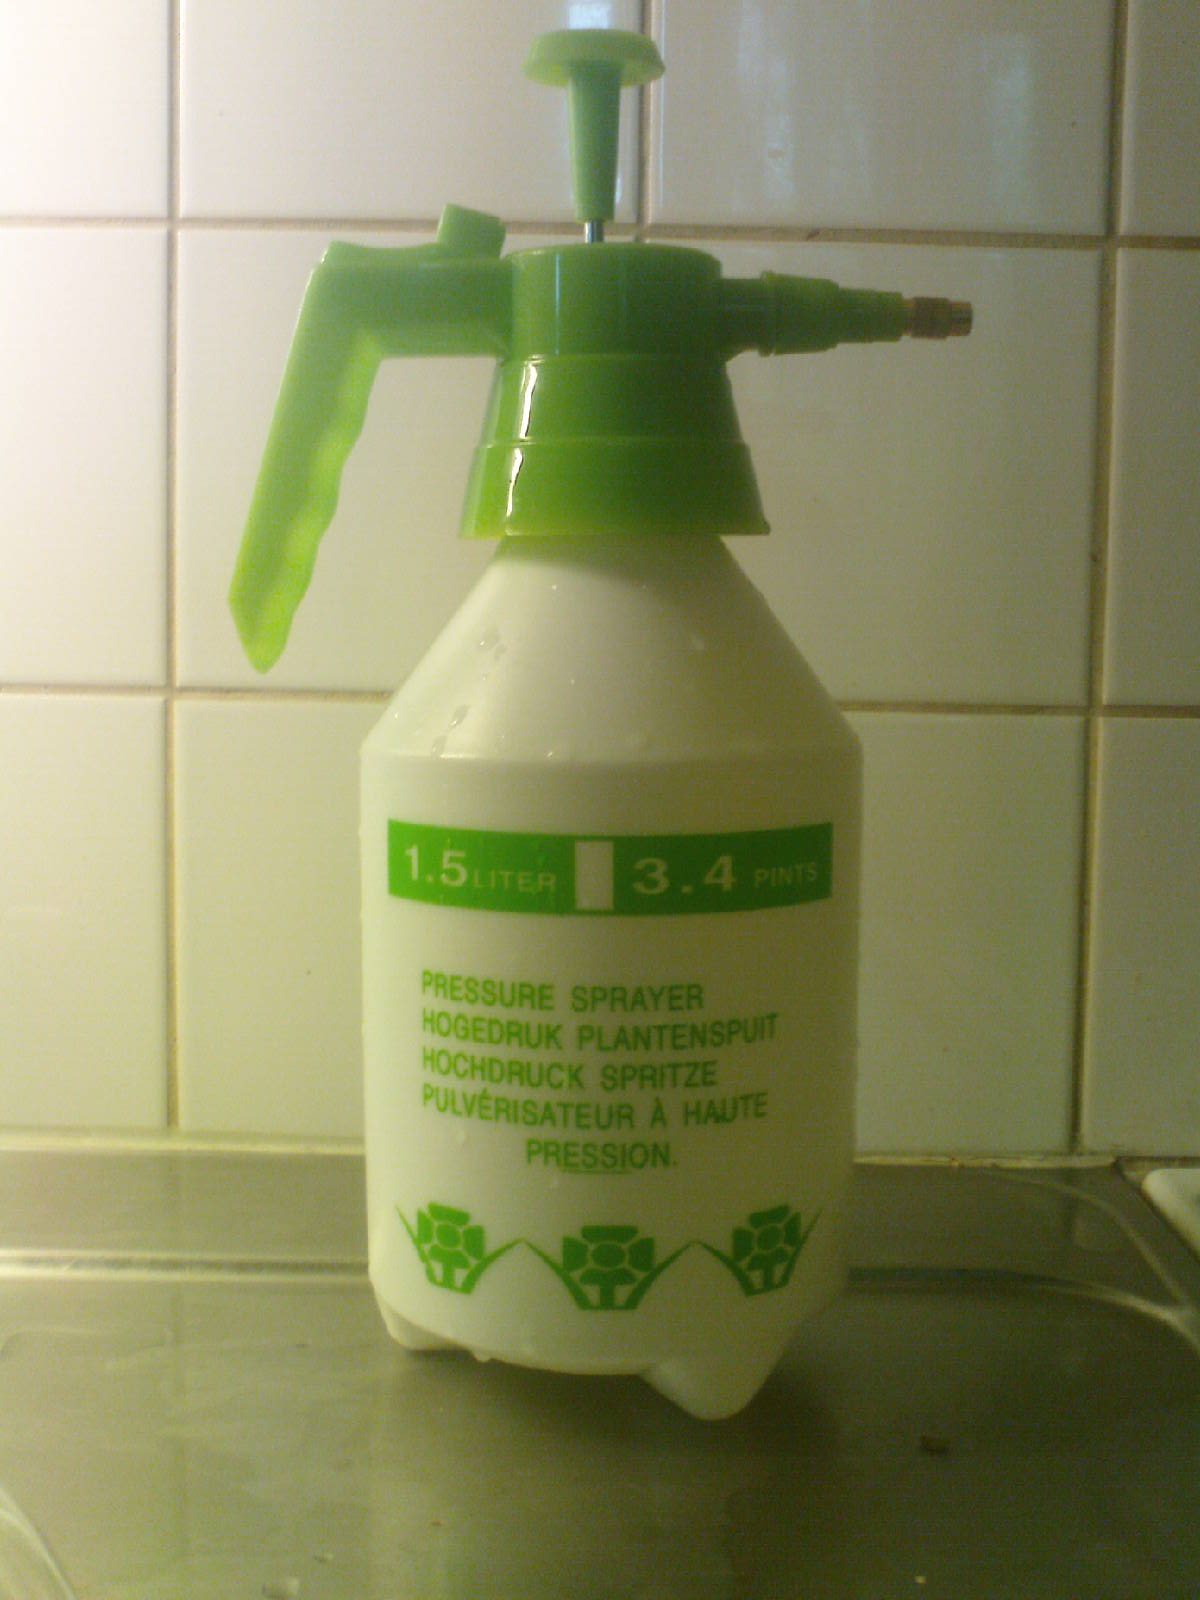 1.5 LITER 3.4 PINTS
PRESSURE SPRAYER
HOGEDRUK PLANTENSPUIT
HOCHDRUCK SPRITZE
PULVÉRISATEUR À HAUTE
PRESSION.